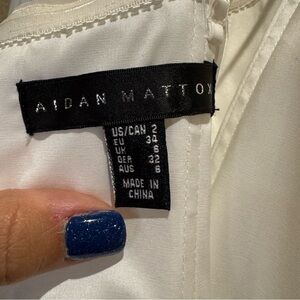 AIDAN MATTOX
US/CAN 2
EU 34
UK 6
GER 32
AUS 6
MADE IN
CHINA